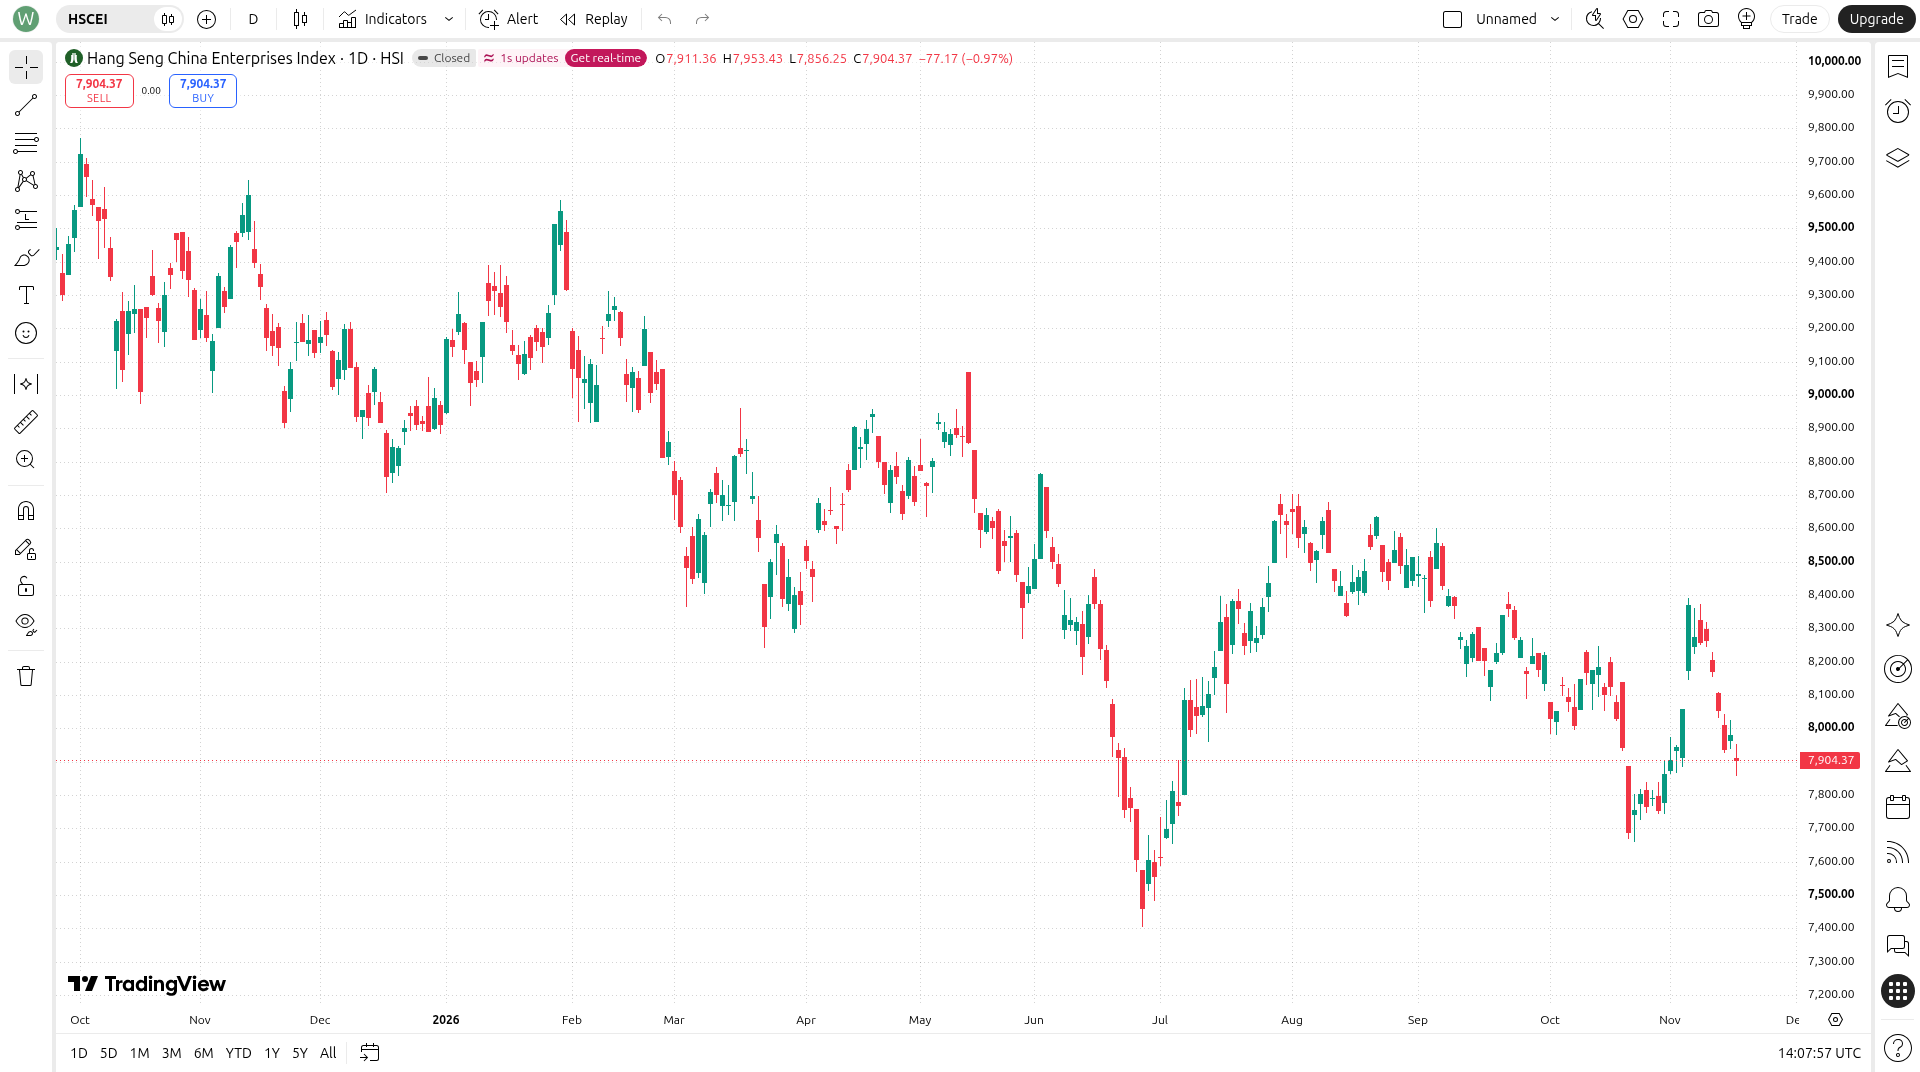 W
HSCEI
D
Indicators
Alert
Replay
Unnamed
Trade
Upgrade
Hang Seng China Enterprises Index · 1D · HSI
Closed
1s updates
Get real-time
O7,911.36 H7,953.43 L7,856.25 C7,904.37 −77.17 (−0.97%)
7,904.37
SELL
0.00
7,904.37
BUY
10,000.00
9,900.00
9,800.00
9,700.00
9,600.00
9,500.00
9,400.00
9,300.00
9,200.00
9,100.00
9,000.00
8,900.00
8,800.00
8,700.00
8,600.00
8,500.00
8,400.00
8,300.00
8,200.00
8,100.00
8,000.00
7,904.37
7,800.00
7,700.00
7,600.00
7,500.00
7,400.00
7,300.00
7,200.00
TradingView
Oct Nov Dec 2026 Feb Mar Apr May Jun Jul Aug Sep Oct Nov De
1D 5D 1M 3M 6M YTD 1Y 5Y All
14:07:57 UTC